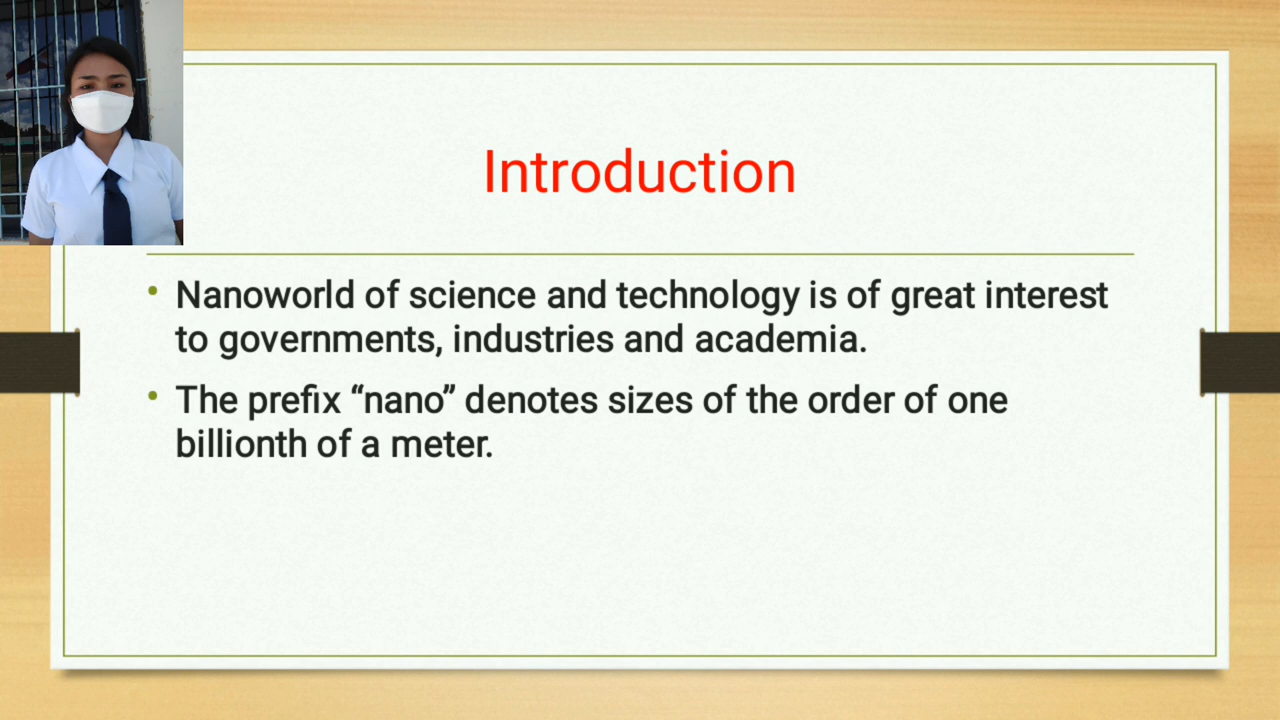 Introduction
• Nanoworld of science and technology is of great interest
to governments, industries and academia.
• The prefix “nano” denotes sizes of the order of one
billionth of a meter.